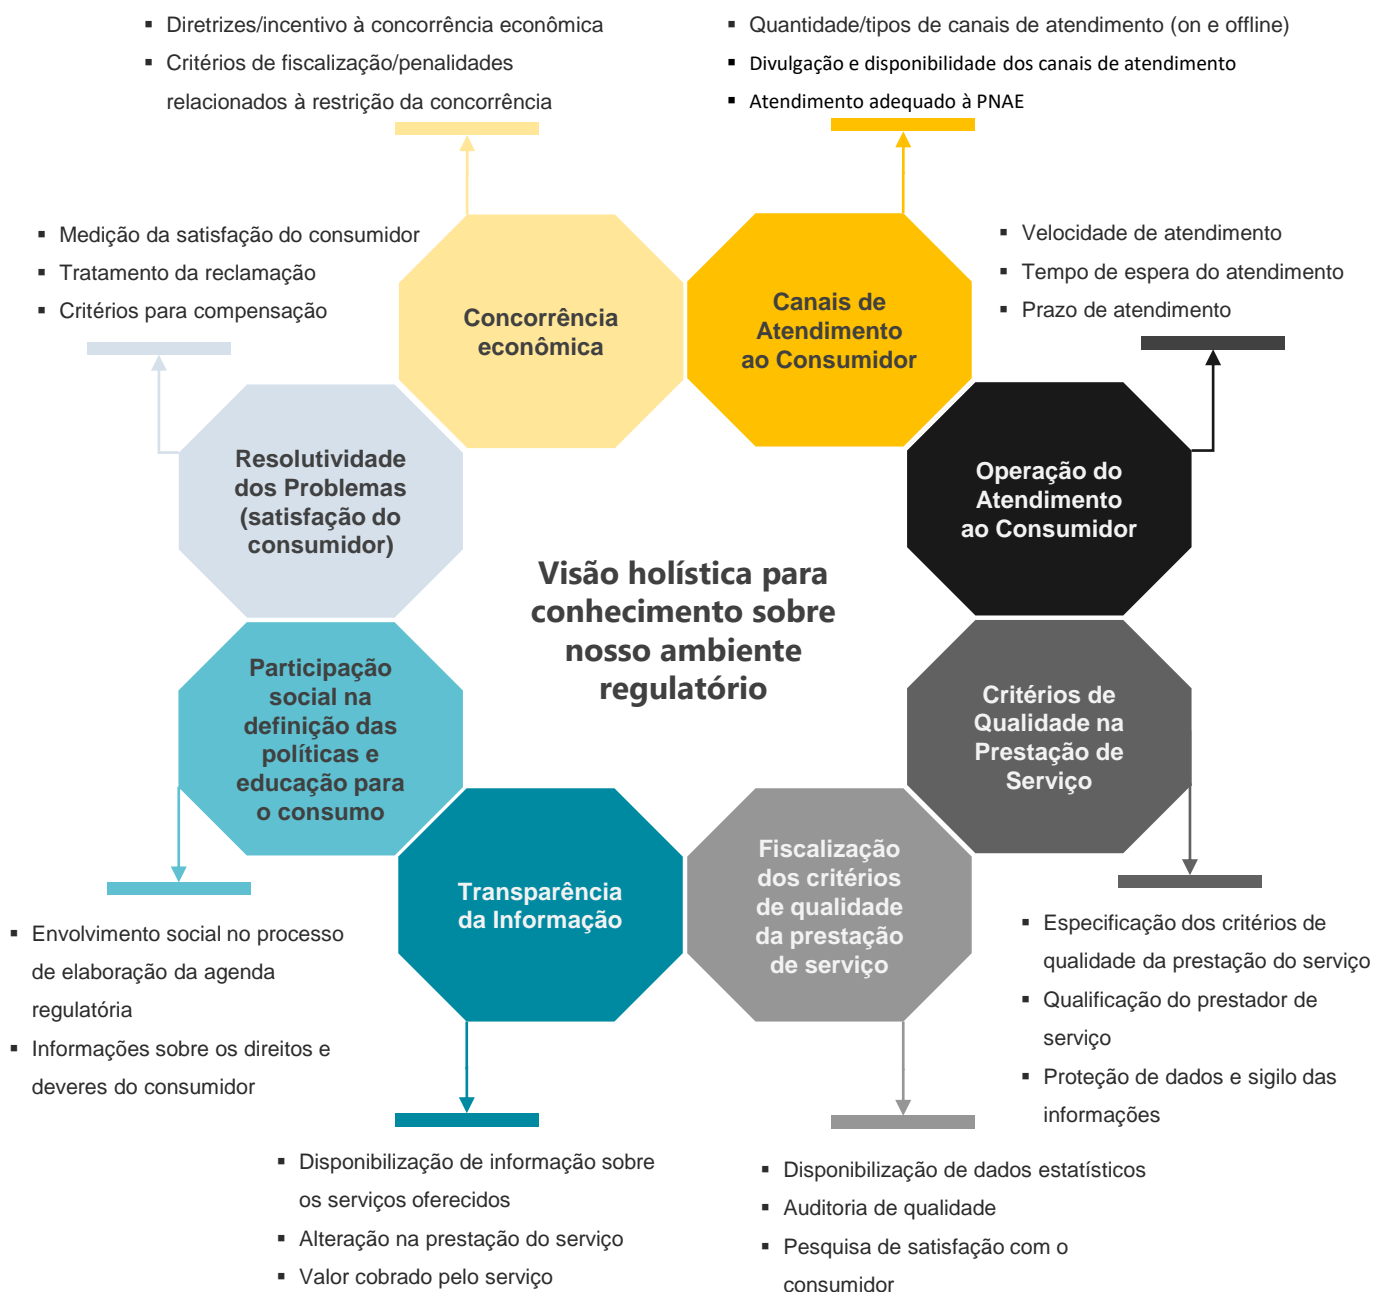 ▪ Diretrizes/incentivo à concorrência econômica
▪ Critérios de fiscalização/penalidades
relacionados à restrição da concorrência
▪ Quantidade/tipos de canais de atendimento (on e offline)
▪ Divulgação e disponibilidade dos canais de atendimento
▪ Atendimento adequado à PNAE
▪ Medição da satisfação do consumidor
▪ Tratamento da reclamação
▪ Critérios para compensação
▪ Velocidade de atendimento
▪ Tempo de espera do atendimento
▪ Prazo de atendimento
Concorrência
econômica
Canais de
Atendimento
ao Consumidor
Resolutividade
dos Problemas
(satisfação do
consumidor)
Operação do
Atendimento
ao Consumidor
Visão holística para
conhecimento sobre
nosso ambiente
regulatório
Participação
social na
definição das
políticas e
educação para
o consumo
Critérios de
Qualidade na
Prestação de
Serviço
Transparência
da Informação
Fiscalização
dos critérios
de qualidade
da prestação
de serviço
▪ Envolvimento social no processo
de elaboração da agenda
regulatória
▪ Informações sobre os direitos e
deveres do consumidor
▪ Especificação dos critérios de
qualidade da prestação do serviço
▪ Qualificação do prestador de
serviço
▪ Proteção de dados e sigilo das
informações
▪ Disponibilização de informação sobre
os serviços oferecidos
▪ Alteração na prestação do serviço
▪ Valor cobrado pelo serviço
▪ Disponibilização de dados estatísticos
▪ Auditoria de qualidade
▪ Pesquisa de satisfação com o
consumidor